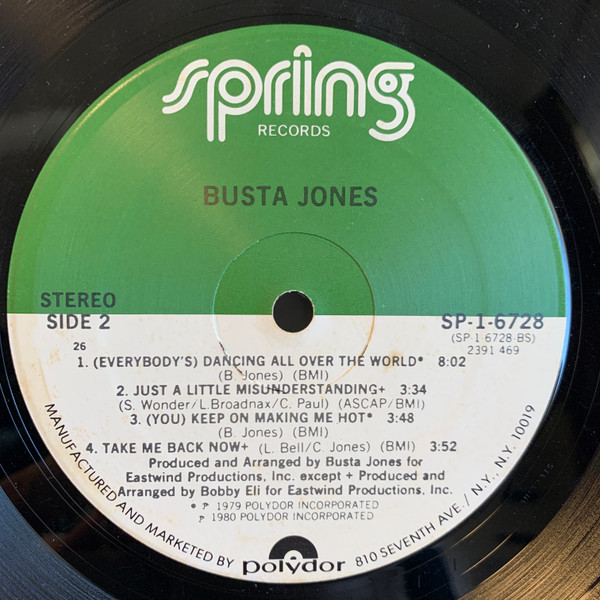 spring
RECORDS
BUSTA JONES
STEREO
SIDE 2
SP-1-6728
(SP-1-6728-BS)
2391 469
26
1. (EVERYBODY'S) DANCING ALL OVER THE WORLD* 8:02
(B. Jones) (BMI)
2. JUST A LITTLE MISUNDERSTANDING+ 3:34
(S. Wonder/L.Broadnax/C. Paul) (ASCAP/BMI)
3. (YOU) KEEP ON MAKING ME HOT* 3:48
(B. Jones) (BMI)
4. TAKE ME BACK NOW+ (L. Bell/C. Jones) (BMI) 3:52
Produced and Arranged by Busta Jones for
Eastwind Productions, Inc. except + Produced and
Arranged by Bobby Eli for Eastwind Productions, Inc.
* ℗ 1979 POLYDOR INCORPORATED
℗ 1980 POLYDOR INCORPORATED
MANUFACTURED AND MARKETED BY polydor 810 SEVENTH AVE. / N.Y., N.Y. 10019